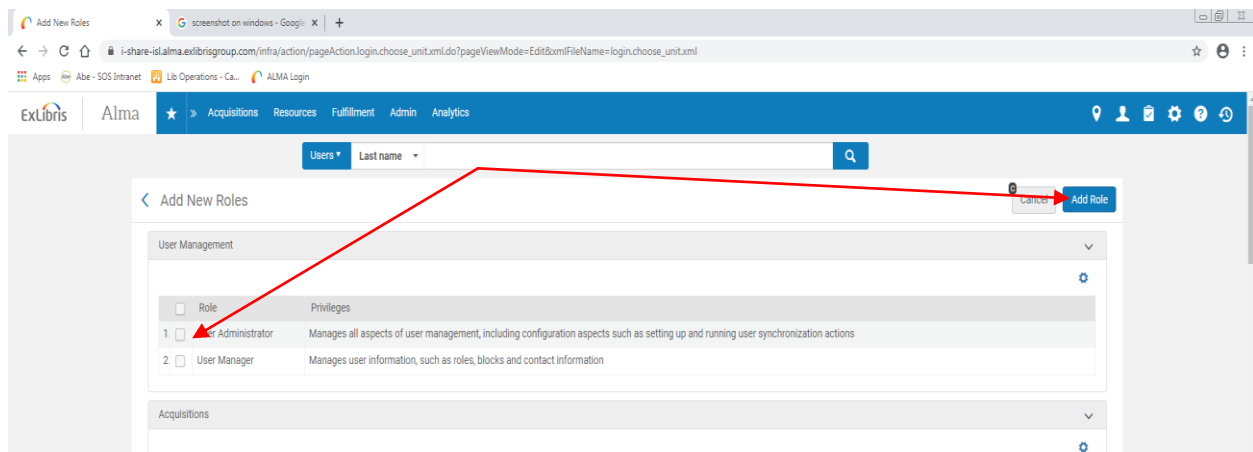 Add New Roles
screenshot on windows - Google
i-share-isl.alma.exlibrisgroup.com/infra/action/pageAction.login.choose_unit.xml.do?pageViewMode=Edit&xmlFileName=login.choose_unit.xml
Apps Abe - SOS Intranet Lib Operations - Ca... ALMA Login
ExLibris Alma Acquisitions Resources Fulfillment Admin Analytics
Users Last name
Add New Roles C Cancel Add Role
User Management
Role Privileges
1. Administrator Manages all aspects of user management, including configuration aspects such as setting up and running user synchronization actions
2 User Manager Manages user information, such as roles, blocks and contact information
Acquisitions